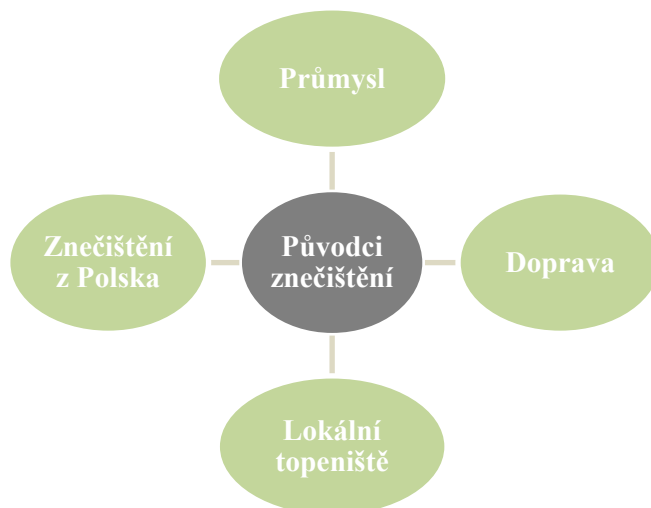 Průmysl
Znečištění
z Polska
Původci
znečištění
Doprava
Lokální
topeniště